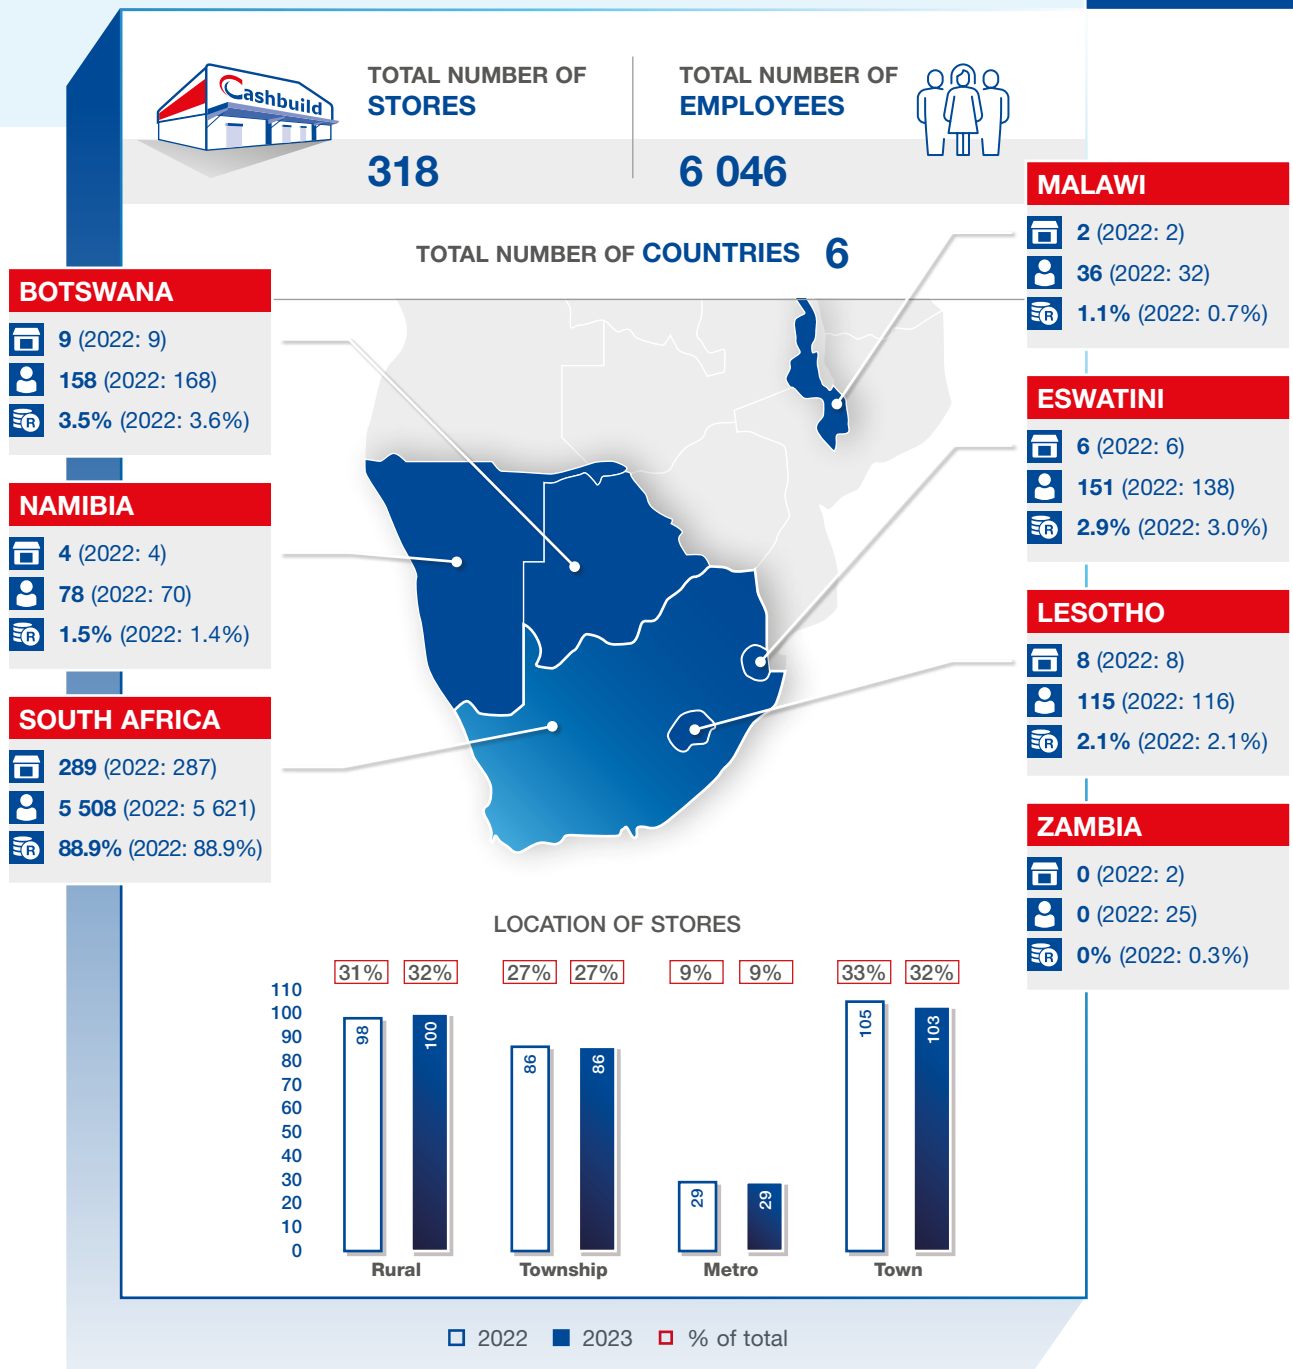 Cashbuild
TOTAL NUMBER OF
STORES
318
TOTAL NUMBER OF
EMPLOYEES
6 046
TOTAL NUMBER OF COUNTRIES 6
BOTSWANA
9 (2022: 9)
158 (2022: 168)
R
3.5% (2022: 3.6%)
NAMIBIA
4 (2022: 4)
78 (2022: 70)
R
1.5% (2022: 1.4%)
SOUTH AFRICA
289 (2022: 287)
5 508 (2022: 5 621)
R
88.9% (2022: 88.9%)
MALAWI
2 (2022: 2)
36 (2022: 32)
R
1.1% (2022: 0.7%)
ESWATINI
6 (2022: 6)
151 (2022: 138)
R
2.9% (2022: 3.0%)
LESOTHO
8 (2022: 8)
115 (2022: 116)
R
2.1% (2022: 2.1%)
ZAMBIA
0 (2022: 2)
0 (2022: 25)
R
0% (2022: 0.3%)
LOCATION OF STORES
31% 32% 27% 27% 9% 9% 33% 32%
110
100
90
80
70
60
50
40
30
20
10
0
98 100 86 86 29 29 105 103
Rural Township Metro Town
2022 2023 % of total